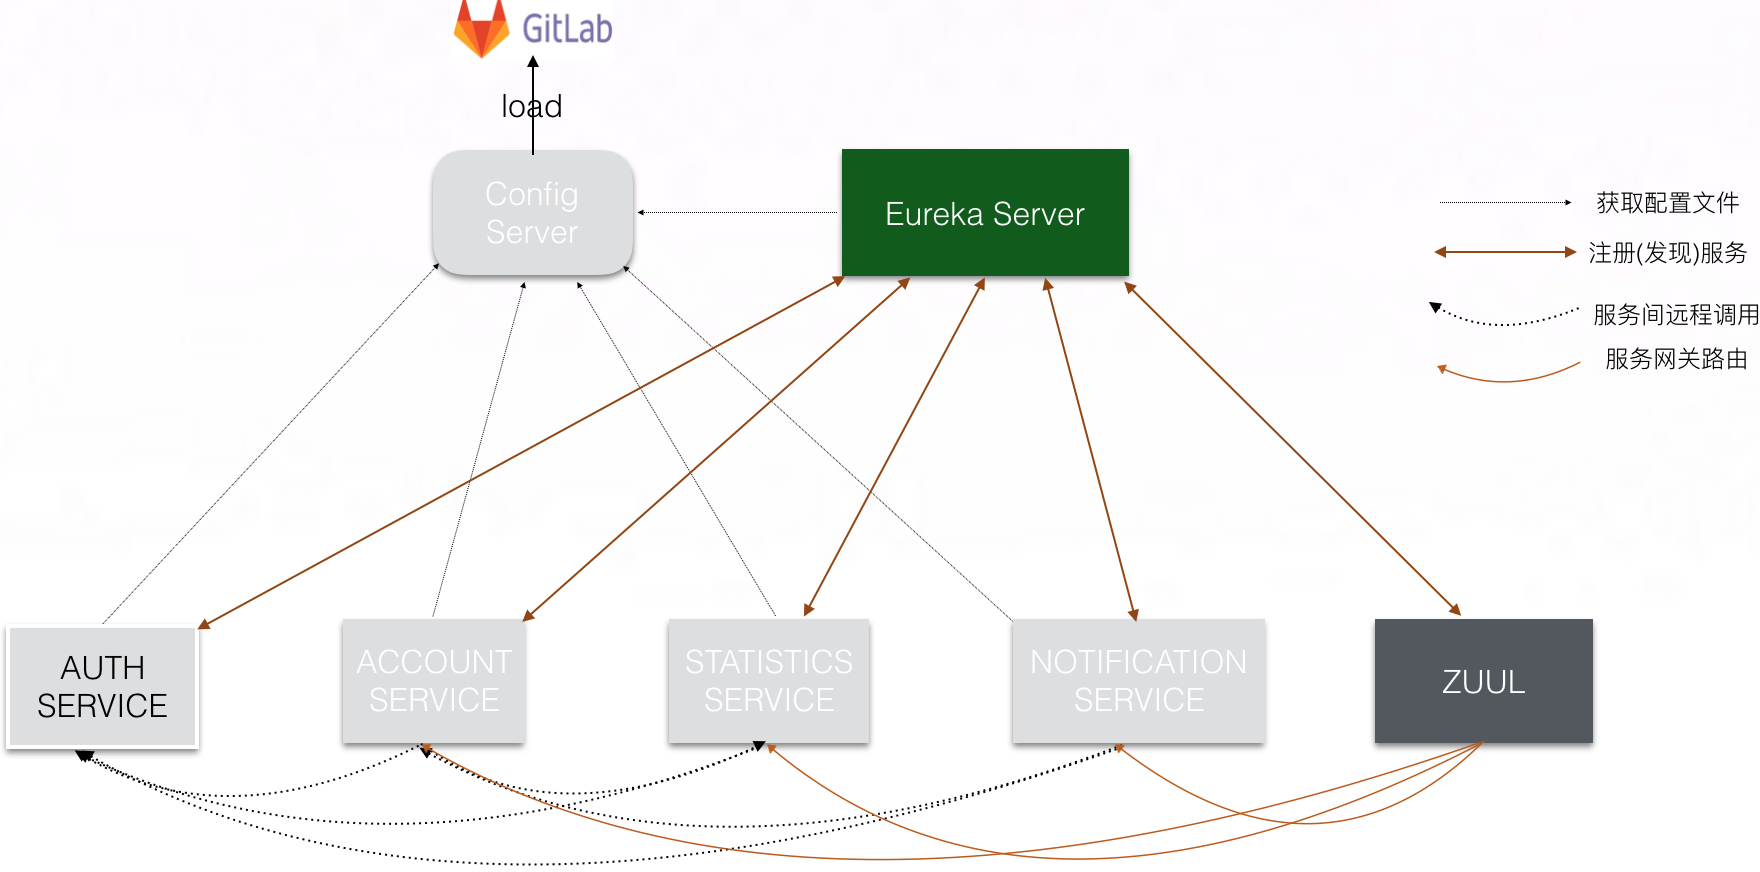 GitLab
load
Config
Server
Eureka Server
获取配置文件
注册(发现)服务
服务间远程调用
服务网关路由
AUTH
SERVICE
ACCOUNT
SERVICE
STATISTICS
SERVICE
NOTIFICATION
SERVICE
ZUUL